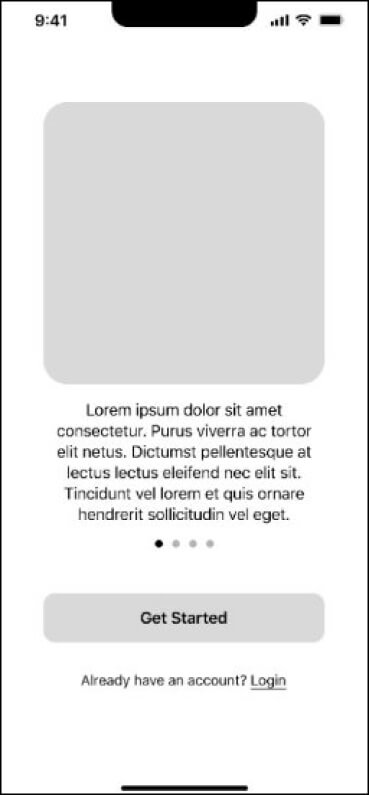 9:41
Lorem ipsum dolor sit amet
consectetur. Purus viverra ac tortor
elit netus. Dictumst pellentesque at
lectus lectus eleifend nec elit sit.
Tincidunt vel lorem et quis ornare
hendrerit sollicitudin vel eget.
Get Started
Already have an account? Login